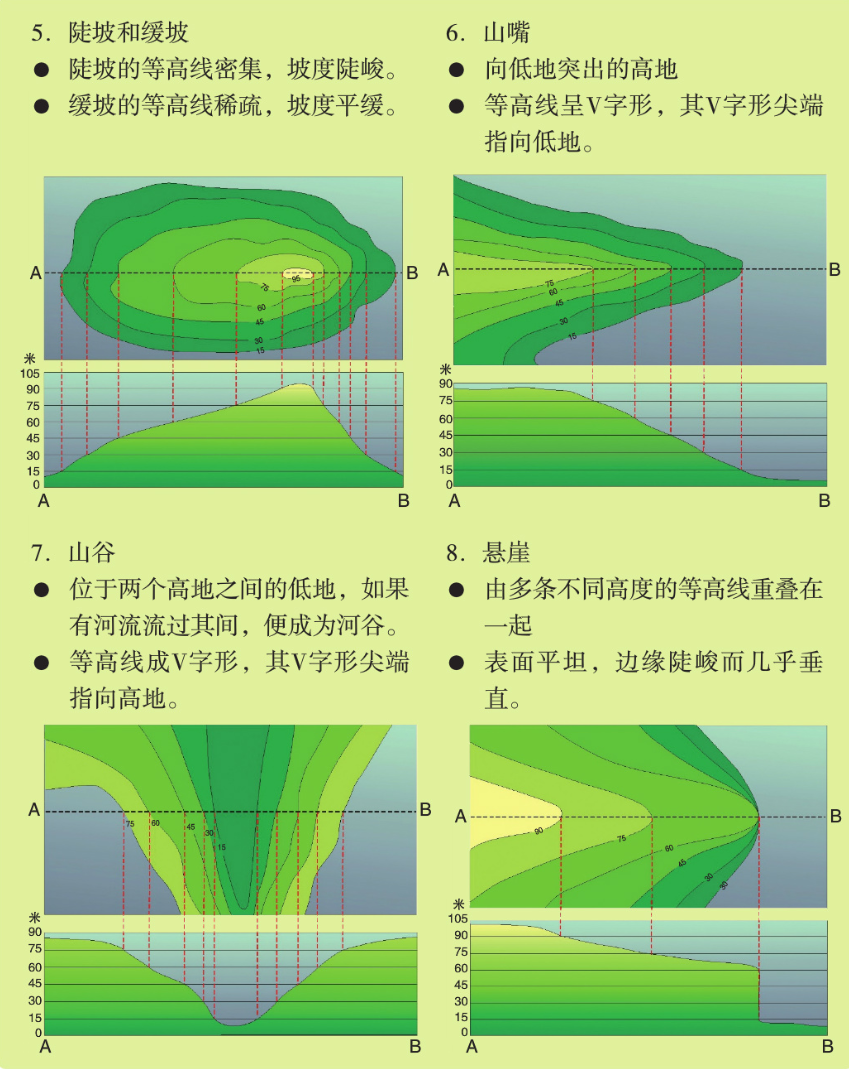 5. 陡坡和缓坡
● 陡坡的等高线密集，坡度陡峻。
● 缓坡的等高线稀疏，坡度平缓。
A
B
75
95
60
45
30
15
米
105
90
75
60
45
30
15
0
A
B
6. 山嘴
● 向低地突出的高地
● 等高线呈V字形，其V字形尖端
指向低地。
A
B
75
60
45
30
15
米
90
75
60
45
30
15
0
A
B
7. 山谷
● 位于两个高地之间的低地，如果
有河流流过其间，便成为河谷。
● 等高线成V字形，其V字形尖端
指向高地。
A
B
75
60
45
30
15
米
90
75
60
45
30
15
0
A
B
8. 悬崖
● 由多条不同高度的等高线重叠在
一起
● 表面平坦，边缘陡峻而几乎垂
直。
A
B
90
75
60
45
30
30
米
105
90
75
60
45
30
15
0
A
B